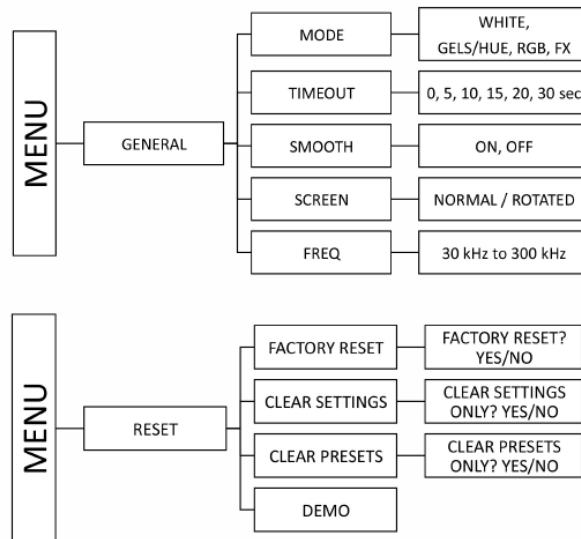 MENU
GENERAL
MODE
WHITE,
GELS/HUE, RGB, FX
TIMEOUT
0, 5, 10, 15, 20, 30 sec
SMOOTH
ON, OFF
SCREEN
NORMAL / ROTATED
FREQ
30 kHz to 300 kHz
MENU
RESET
FACTORY RESET
FACTORY RESET?
YES/NO
CLEAR SETTINGS
CLEAR SETTINGS
ONLY? YES/NO
CLEAR PRESETS
CLEAR PRESETS
ONLY? YES/NO
DEMO